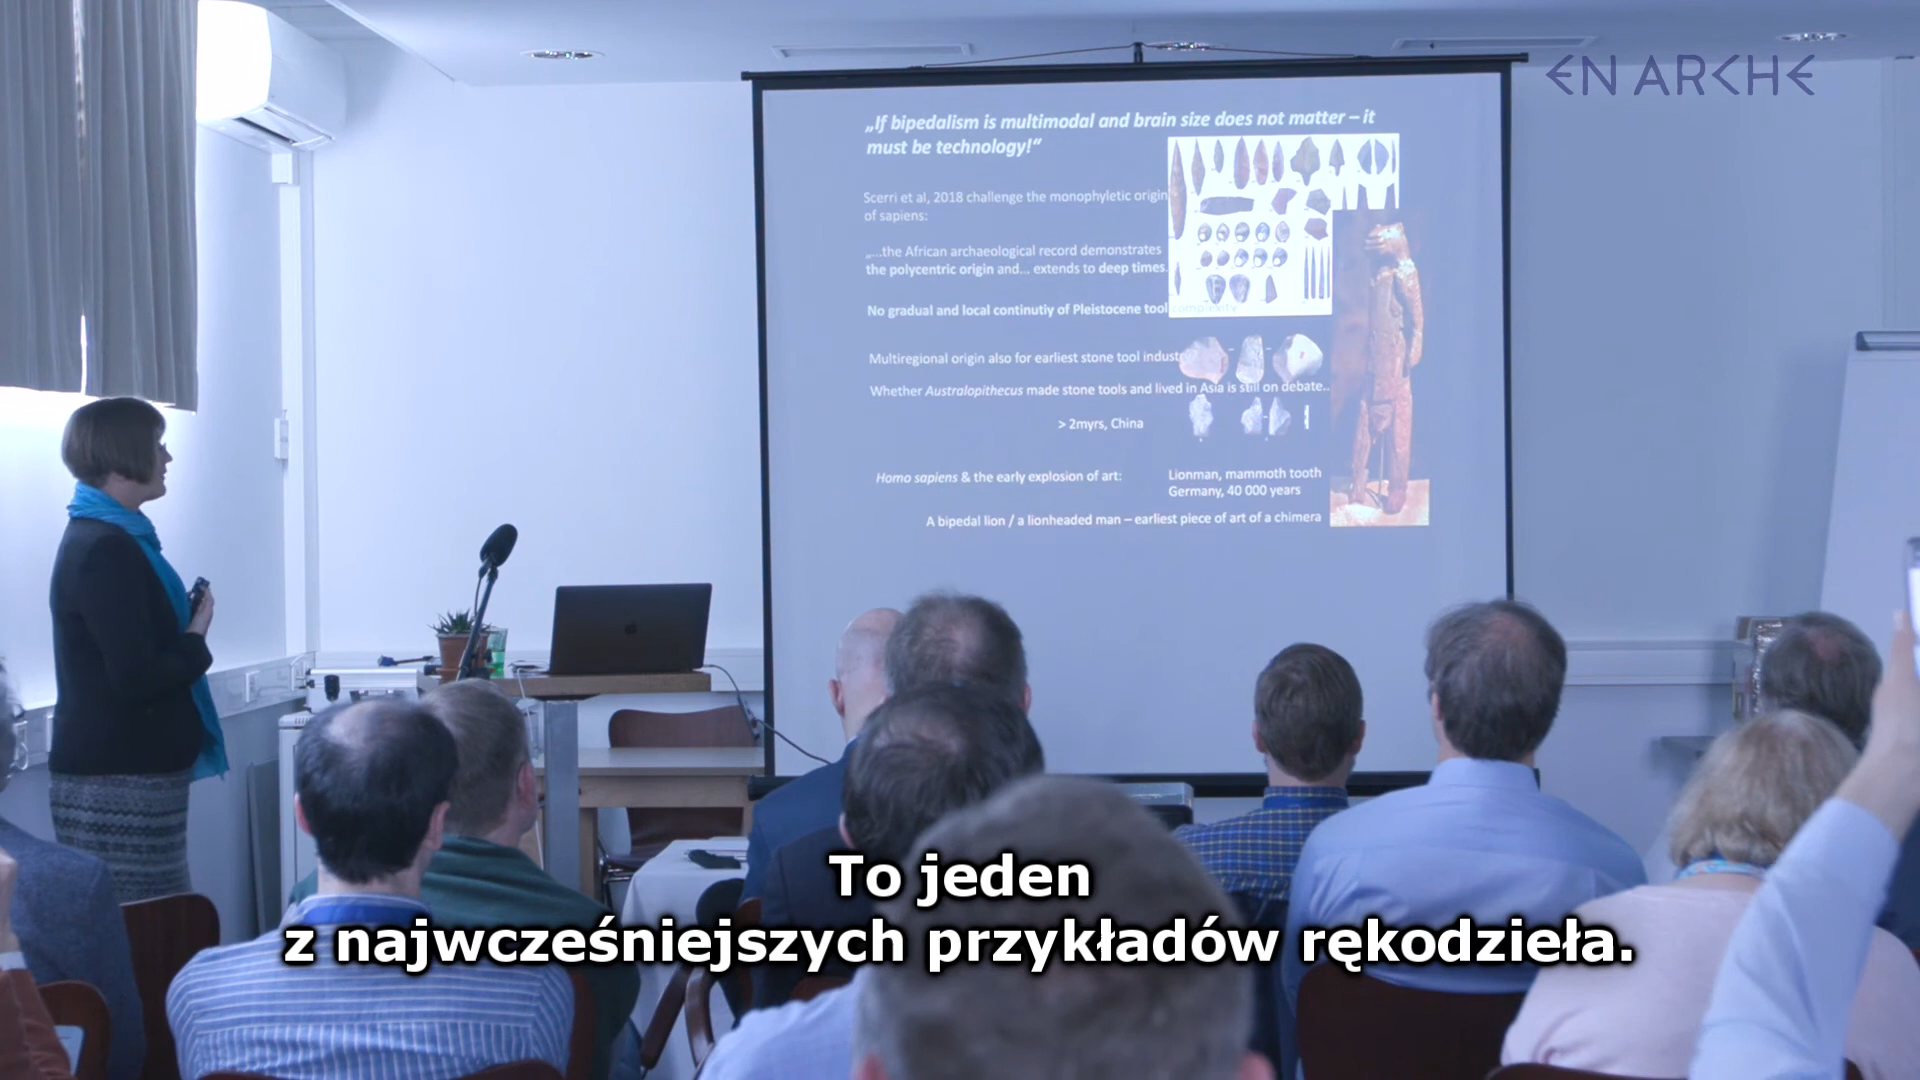 EN ARCHE
„If bipedalism is multimodal and brain size does not matter – it
must be technology!“
Scerri et al, 2018 challenge the monophyletic origin
of sapiens:
„...the African archaeological record demonstrates
the polycentric origin and... extends to deep times.
No gradual and local continutiy of Pleistocene tool complexity
Multiregional origin also for earliest stone tool indust
Whether Australopithecus made stone tools and lived in Asia is still on debate..
> 2myrs, China
Homo sapiens & the early explosion of art:
Lionman, mammoth tooth
Germany, 40 000 years
A bipedal lion / a lionheaded man – earliest piece of art of a chimera
To jeden
z najwcześniejszych przykładów rękodzieła.